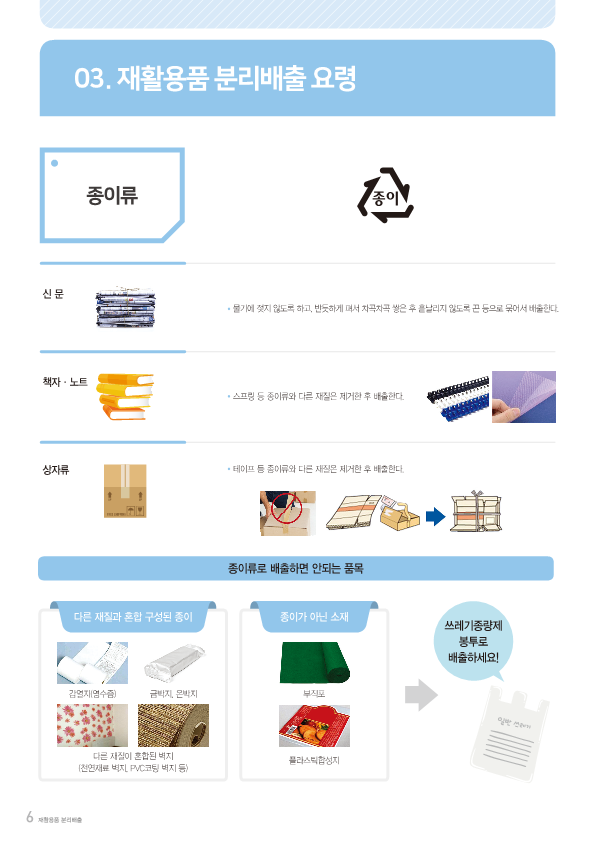 03. 재활용품 분리배출 요령
종이류
종이
신 문
• 물기에 젖지 않도록 하고, 반듯하게 펴서 차곡차곡 쌓은 후 흩날리지 않도록 끈 등으로 묶어서 배출한다.
책자 · 노트
• 스프링 등 종이류와 다른 재질은 제거한 후 배출한다.
상자류
• 테이프 등 종이류와 다른 재질은 제거한 후 배출한다.
종이류로 배출하면 안되는 품목
다른 재질과 혼합 구성된 종이
종이가 아닌 소재
쓰레기종량제
봉투로
배출하세요!
감열지(영수증)
금박지, 은박지
부직포
다른 재질이 혼합된 벽지
(천연재료 벽지, PVC코팅 벽지 등)
플라스틱합성지
일반 쓰레기
6 재활용품 분리배출